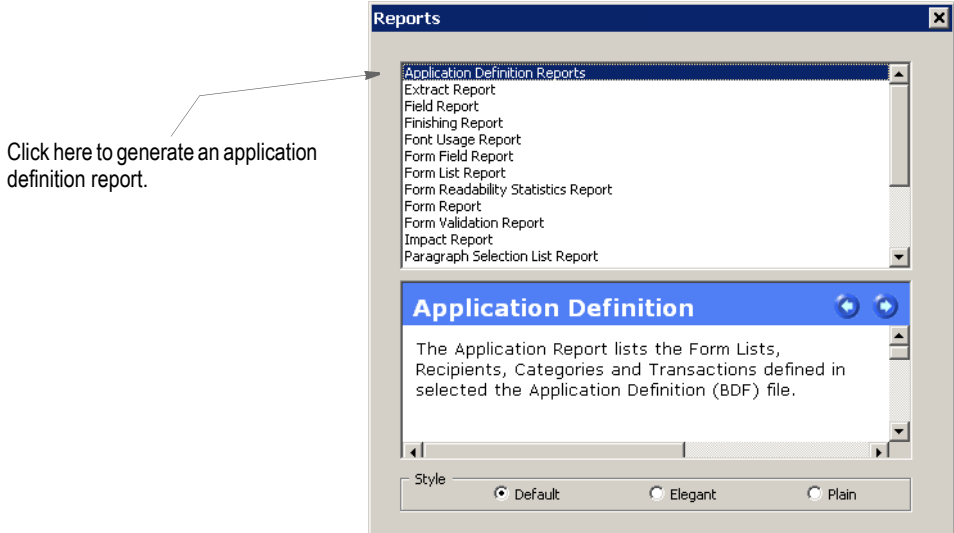 Reports
Click here to generate an application
definition report.
Application Definition Reports
Extract Report
Field Report
Finishing Report
Font Usage Report
Form Field Report
Form List Report
Form Readability Statistics Report
Form Report
Form Validation Report
Impact Report
Paragraph Selection List Report
Application Definition
The Application Report lists the Form Lists,
Recipients, Categories and Transactions defined in
selected the Application Definition (BDF) file.
Style
Default Elegant Plain